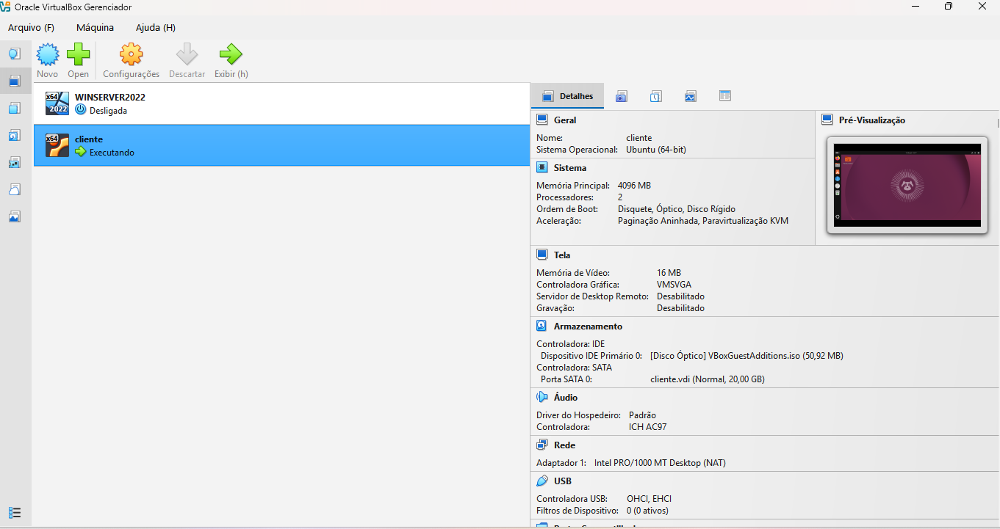 Oracle VirtualBox Gerenciador
Arquivo (F) Máquina Ajuda (H)
Novo Open Configurações Descartar Exibir (h)
x64 2022
WINSERVER2022
Desligada
x64
cliente
Executando
Detalhes
Geral
Nome: cliente
Sistema Operacional: Ubuntu (64-bit)
Pré-Visualização
Sistema
Memória Principal: 4096 MB
Processadores: 2
Ordem de Boot: Disquete, Óptico, Disco Rígido
Aceleração: Paginação Aninhada, Paravirtualização KVM
Tela
Memória de Vídeo: 16 MB
Controladora Gráfica: VMSVGA
Servidor de Desktop Remoto: Desabilitado
Gravação: Desabilitado
Armazenamento
Controladora: IDE
Dispositivo IDE Primário 0: [Disco Óptico] VBoxGuestAdditions.iso (50,92 MB)
Controladora: SATA
Porta SATA 0: cliente.vdi (Normal, 20,00 GB)
Áudio
Driver do Hospedeiro: Padrão
Controladora: ICH AC97
Rede
Adaptador 1: Intel PRO/1000 MT Desktop (NAT)
USB
Controladora USB: OHCI, EHCI
Filtros de Dispositivo: 0 (0 ativos)